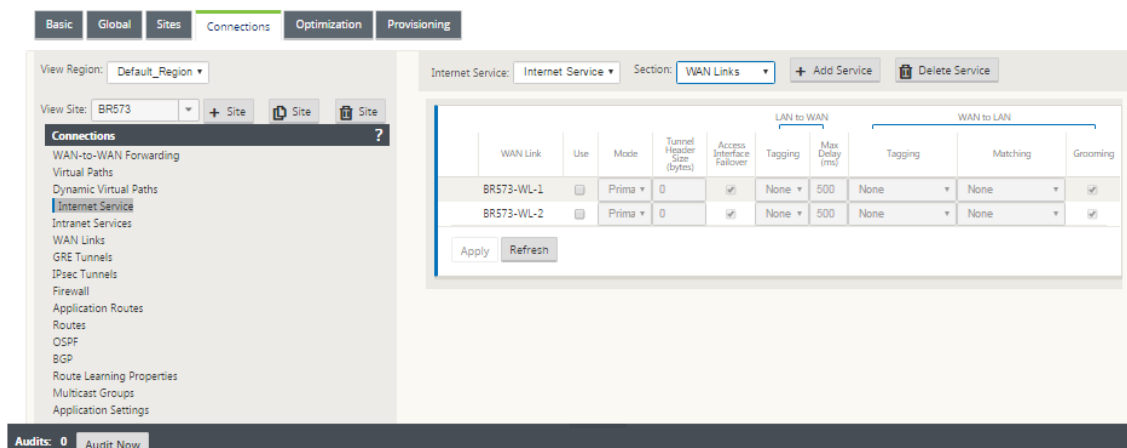 Basic Global Sites Connections Optimization Provisioning
View Region: Default_Region
View Site: BR573 + Site Site Site
Connections ?
WAN-to-WAN Forwarding
Virtual Paths
Dynamic Virtual Paths
Internet Service
Intranet Services
WAN Links
GRE Tunnels
IPsec Tunnels
Firewall
Application Routes
Routes
OSPF
BGP
Route Learning Properties
Multicast Groups
Application Settings
Internet Service: Internet Service Section: WAN Links + Add Service Delete Service
LAN to WAN WAN to LAN
WAN Link Use Mode Tunnel Header Size (bytes) Access Interface Failover Tagging Max Delay (ms) Tagging Matching Grooming
BR573-WL-1 Prima 0 None 500 None None
BR573-WL-2 Prima 0 None 500 None None
Apply Refresh
Audits: 0 Audit Now